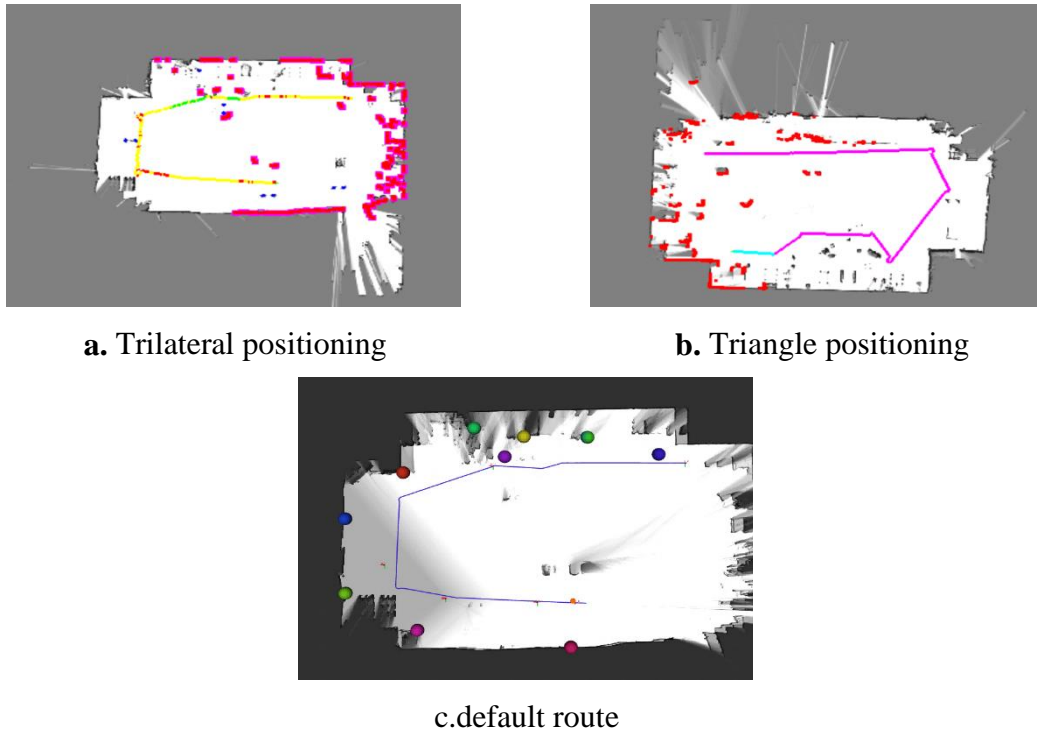 a. Trilateral positioning
b. Triangle positioning
c.default route